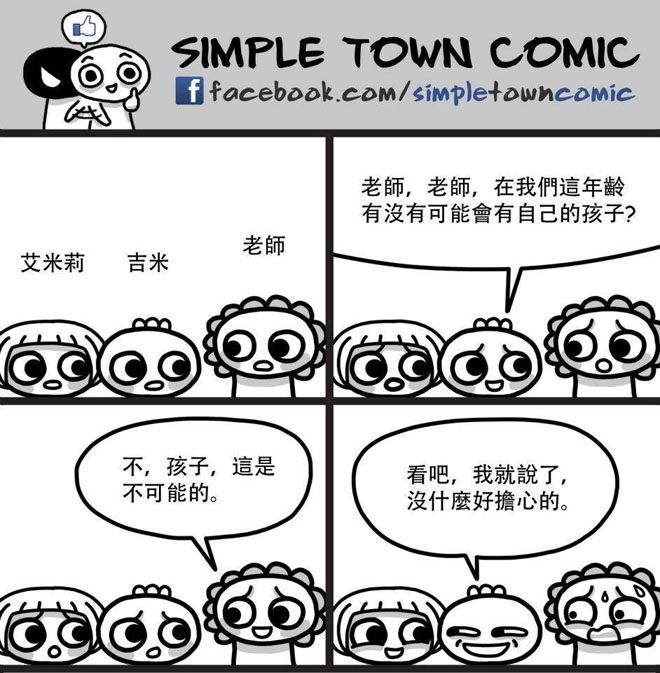 SIMPLE TOWN COMIC
f facebook.com/simpletowncomic
艾米莉
吉米
老師
老師，老師，在我們這年齡
有沒有可能會有自己的孩子?
不，孩子，這是
不可能的。
看吧，我就說了，
沒什麼好擔心的。